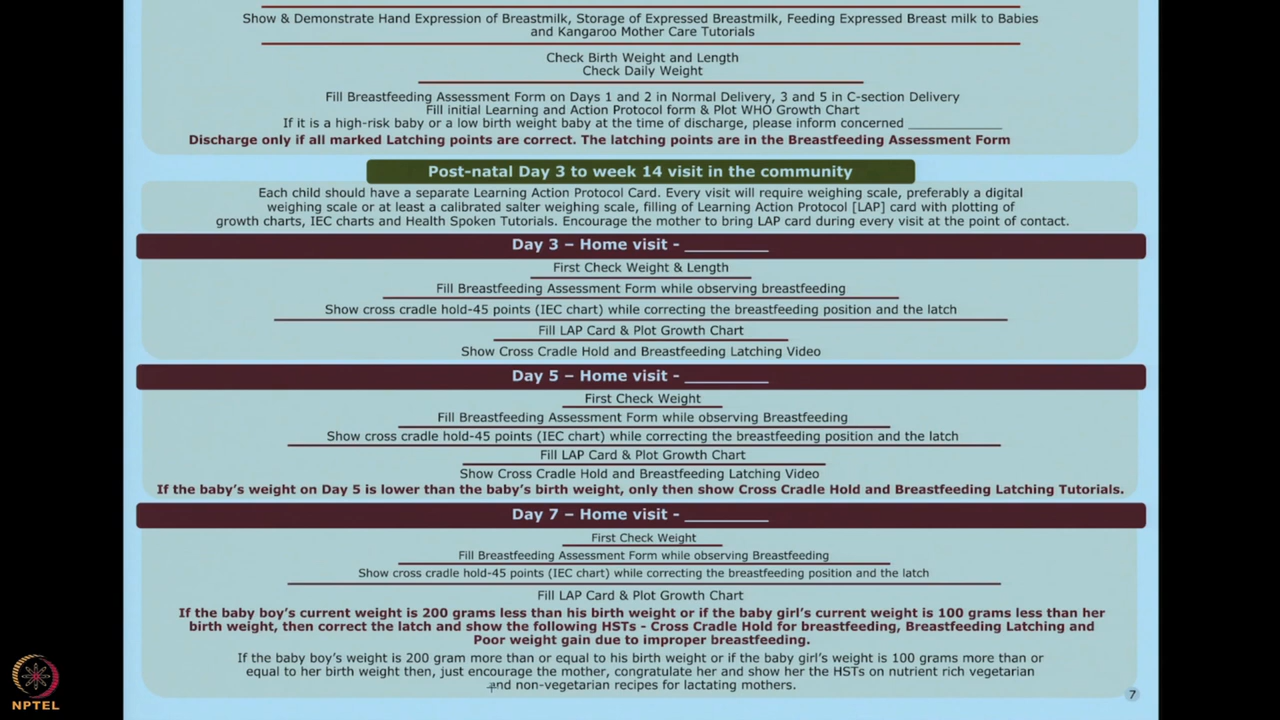 Show & Demonstrate Hand Expression of Breastmilk, Storage of Expressed Breastmilk, Feeding Expressed Breast milk to Babies
and Kangaroo Mother Care Tutorials
Check Birth Weight and Length
Check Daily Weight
Fill Breastfeeding Assessment Form on Days 1 and 2 in Normal Delivery, 3 and 5 in C-section Delivery
Fill initial Learning and Action Protocol form & Plot WHO Growth Chart
If it is a high-risk baby or a low birth weight baby at the time of discharge, please inform concerned ______________
Discharge only if all marked Latching points are correct. The latching points are in the Breastfeeding Assessment Form
Post-natal Day 3 to week 14 visit in the community
Each child should have a separate Learning Action Protocol Card. Every visit will require weighing scale, preferably a digital
weighing scale or at least a calibrated salter weighing scale, filling of Learning Action Protocol [LAP] card with plotting of
growth charts, IEC charts and Health Spoken Tutorials. Encourage the mother to bring LAP card during every visit at the point of contact.
Day 3 – Home visit - _________
First Check Weight & Length
Fill Breastfeeding Assessment Form while observing breastfeeding
Show cross cradle hold-45 points (IEC chart) while correcting the breastfeeding position and the latch
Fill LAP Card & Plot Growth Chart
Show Cross Cradle Hold and Breastfeeding Latching Video
Day 5 – Home visit - _________
First Check Weight
Fill Breastfeeding Assessment Form while observing Breastfeeding
Show cross cradle hold-45 points (IEC chart) while correcting the breastfeeding position and the latch
Fill LAP Card & Plot Growth Chart
Show Cross Cradle Hold and Breastfeeding Latching Video
If the baby's weight on Day 5 is lower than the baby's birth weight, only then show Cross Cradle Hold and Breastfeeding Latching Tutorials.
Day 7 – Home visit - _________
First Check Weight
Fill Breastfeeding Assessment Form while observing Breastfeeding
Show cross cradle hold-45 points (IEC chart) while correcting the breastfeeding position and the latch
Fill LAP Card & Plot Growth Chart
If the baby boy's current weight is 200 grams less than his birth weight or if the baby girl's current weight is 100 grams less than her
birth weight, then correct the latch and show the following HSTs - Cross Cradle Hold for breastfeeding, Breastfeeding Latching and
Poor weight gain due to improper breastfeeding.
If the baby boy's weight is 200 gram more than or equal to his birth weight or if the baby girl's weight is 100 grams more than or
equal to her birth weight then, just encourage the mother, congratulate her and show her the HSTs on nutrient rich vegetarian
and non-vegetarian recipes for lactating mothers.
7
NPTEL